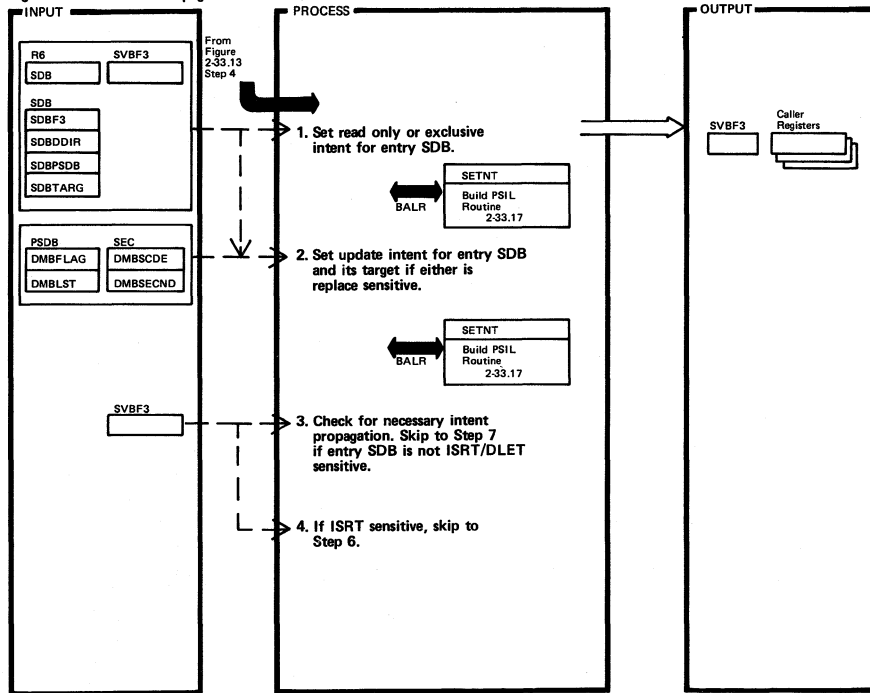 INPUT
PROCESS
OUTPUT
R6 SVBF3
SDB
SDB
SDBF3
SDBDDIR
SDBPSDB
SDBTARG
PSDB SEC
DMBFLAG DMBSCDE
DMBLST DMBSECND
SVBF3
From
Figure
2-33.13
Step 4
1. Set read only or exclusive
intent for entry SDB.
SETNT
Build PSIL
Routine
2-33.17
BALR
2. Set update intent for entry SDB
and its target if either is
replace sensitive.
SETNT
Build PSIL
Routine
2-33.17
BALR
3. Check for necessary intent
propagation. Skip to Step 7
if entry SDB is not ISRT/DLET
sensitive.
4. If ISRT sensitive, skip to
Step 6.
SVBF3
Caller
Registers